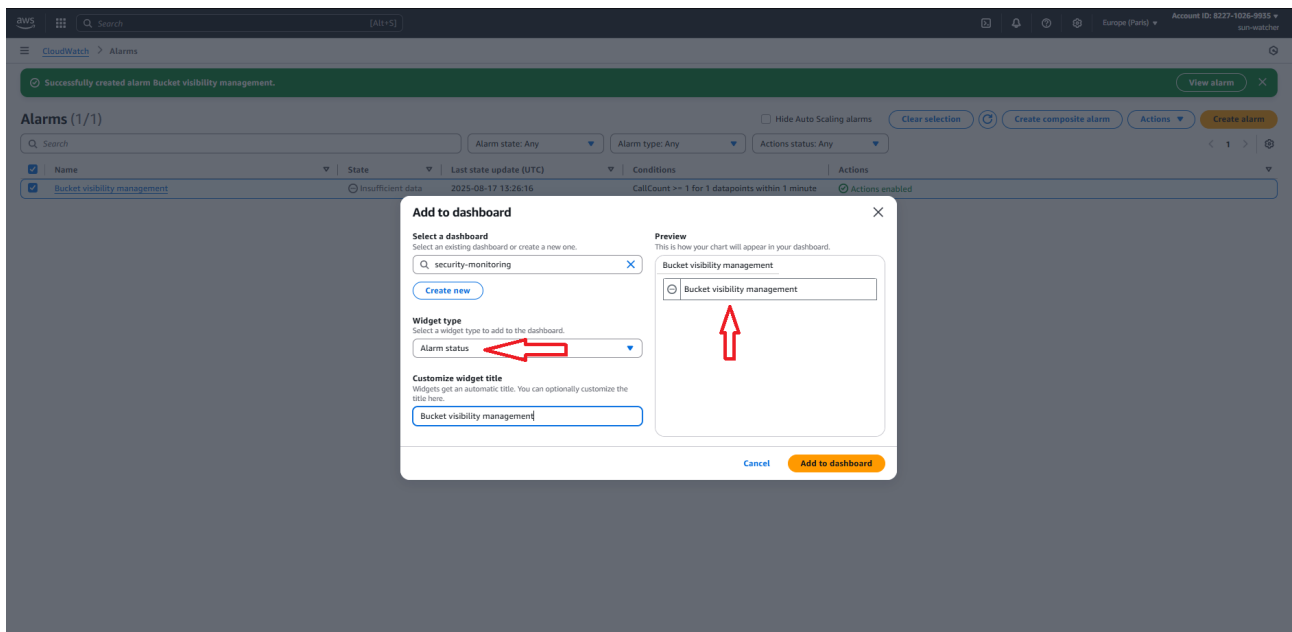 aws
Search
[Alt+S]
Europe (Paris)
Account ID: 8227-1026-9935
sun-watcher
CloudWatch > Alarms
Successfully created alarm Bucket visibility management.
View alarm
Alarms (1/1)
Hide Auto Scaling alarms
Clear selection
Create composite alarm
Actions
Create alarm
Search
Alarm state: Any
Alarm type: Any
Actions status: Any
1
Name
State
Last state update (UTC)
Conditions
Actions
Bucket visibility management
Insufficient data
2025-08-17 13:26:16
CallCount >= 1 for 1 datapoints within 1 minute
Actions enabled
Add to dashboard
Select a dashboard
Select an existing dashboard or create a new one.
security-monitoring
Create new
Widget type
Select a widget type to add to the dashboard.
Alarm status
Customize widget title
Widgets get an automatic title. You can optionally customize the
title here.
Bucket visibility management
Preview
This is how your chart will appear in your dashboard.
Bucket visibility management
Bucket visibility management
Cancel
Add to dashboard